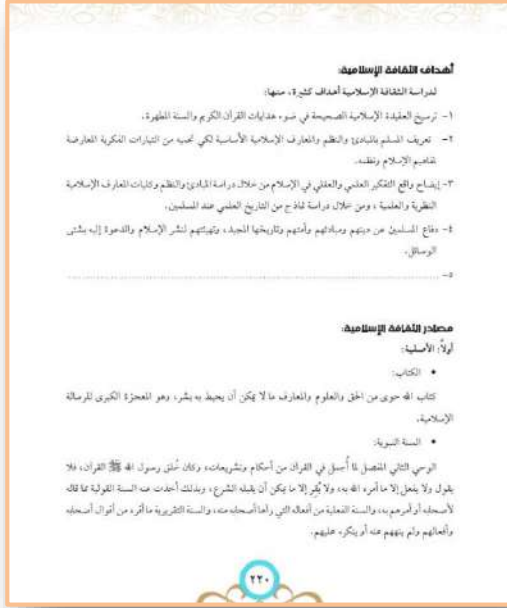 أهداف الثقافة الإسلامية:
لدراسة الثقافة الإسلامية أهداف كثيرة، منها:
١- ترسيخ العقيدة الإسلامية الصحيحة في ضوء هدايات القرآن الكريم والسنة المطهرة.
٢- تعريف المسلم بالمبادئ والنظم والمعارف الإسلامية الأساسية لكي تحميه من التيارات الفكرية المعارضة
لمفاهيم الإسلام ونظمه.
٣- إيضاح واقع التفكير العلمي والعقلي في الإسلام من خلال دراسة المبادئ والنظم وكليات المعارف الإسلامية
النظرية والعلمية، ومن خلال دراسة نماذج من التاريخ العلمي عند المسلمين.
٤- دفاع المسلمين عن دينهم ومبادئهم وأمتهم وتاريخها المجيد، وتهيئتهم لنشر الإسلام والدعوة إليه بشتى
الوسائل.
٥- ........................................................................
مصادر الثقافة الإسلامية:
أولاً: الأصلية:
• الكتاب:
كتاب الله حوى من الحق والعلوم والمعارف ما لا يمكن أن يحيط به بشر، وهو المعجزة الكبرى للرسالة
الإسلامية.
• السنة النبوية:
الوحي الثاني المفصل لما أُجمل في القرآن من أحكام وتشريعات، وكان خُلق رسول الله ﷺ القرآن، فلا
يقول ولا يفعل إلا ما أمره الله به، ولا يُقر إلا ما يمكن أن يقبله الشرع، وبذلك أخذت عنه السنة القولية مما قاله
لأصحابه أو أمرهم به، والسنة الفعلية من أفعاله التي رآها أصحابه منه، والسنة التقريرية ما أقره من أقوال أصحابه
وأفعالهم ولم ينههم عنه أو ينكره عليهم.
٢٢٠